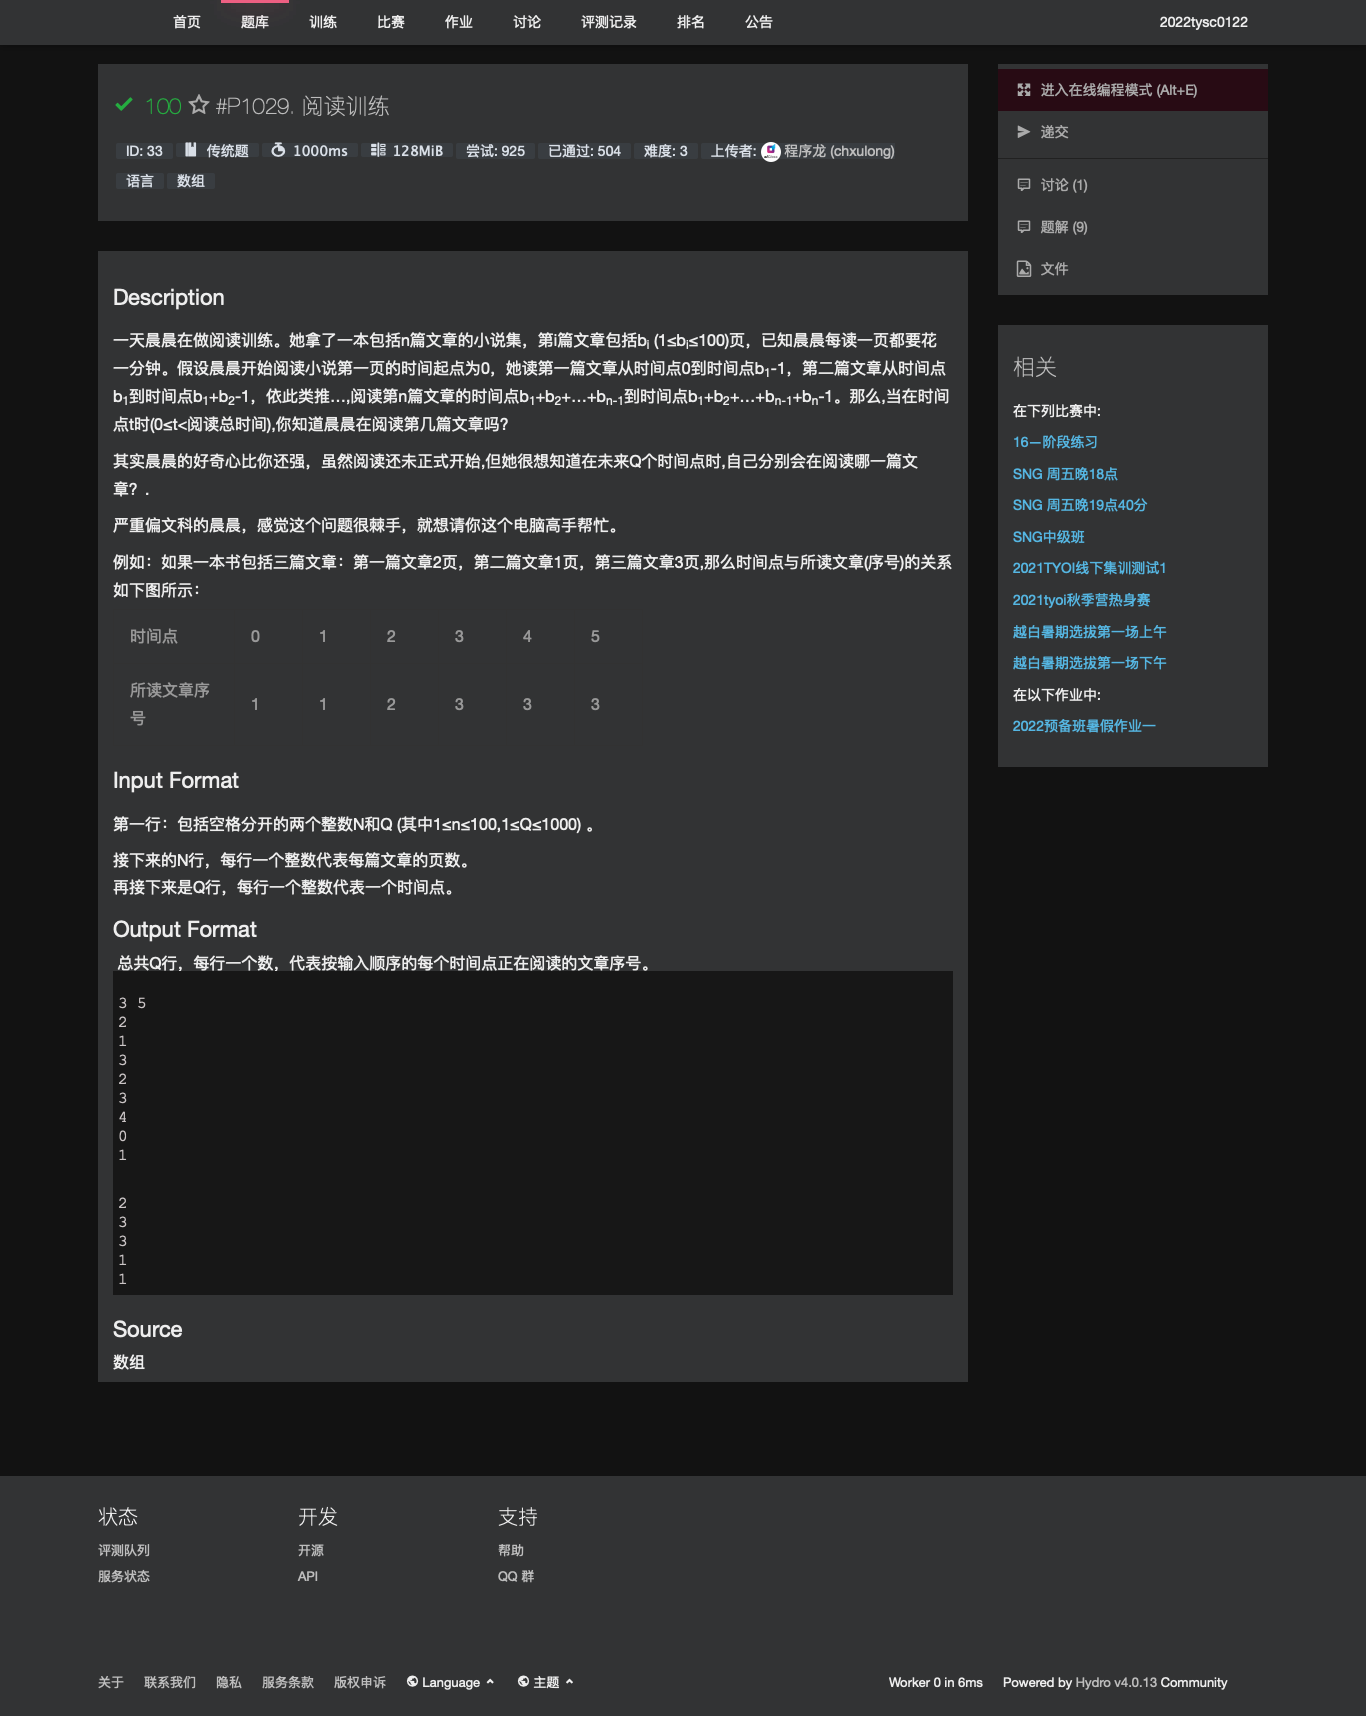 首页 题库 训练 比赛 作业 讨论 评测记录 排名 公告 2022tysc0122
100 #P1029. 阅读训练
ID: 33 传统题 1000ms 128MiB 尝试: 925 已通过: 504 难度: 3 上传者: 程序龙 (chxulong)
语言 数组
Description
一天晨晨在做阅读训练。她拿了一本包括n篇文章的小说集，第i篇文章包括bi (1≤bi≤100)页，已知晨晨每读一页都要花
一分钟。假设晨晨开始阅读小说第一页的时间起点为0，她读第一篇文章从时间点0到时间点b1-1，第二篇文章从时间点
b1到时间点b1+b2-1，依此类推…,阅读第n篇文章的时间点b1+b2+…+bn-1到时间点b1+b2+…+bn-1+bn-1。那么,当在时间
点t时(0≤t<阅读总时间),你知道晨晨在阅读第几篇文章吗?
其实晨晨的好奇心比你还强，虽然阅读还未正式开始,但她很想知道在未来Q个时间点时,自己分别会在阅读哪一篇文
章？.
严重偏文科的晨晨，感觉这个问题很棘手，就想请你这个电脑高手帮忙。
例如：如果一本书包括三篇文章：第一篇文章2页，第二篇文章1页，第三篇文章3页,那么时间点与所读文章(序号)的关系
如下图所示：
时间点 0 1 2 3 4 5
所读文章序
号 1 1 2 3 3 3
Input Format
第一行：包括空格分开的两个整数N和Q (其中1≤n≤100,1≤Q≤1000) 。
接下来的N行，每行一个整数代表每篇文章的页数。
再接下来是Q行，每行一个整数代表一个时间点。
Output Format
总共Q行，每行一个数，代表按输入顺序的每个时间点正在阅读的文章序号。
3 5
2
1
3
2
3
4
0
1
2
3
3
1
1
Source
数组
进入在线编程模式 (Alt+E)
递交
讨论 (1)
题解 (9)
文件
相关
在下列比赛中:
16—阶段练习
SNG 周五晚18点
SNG 周五晚19点40分
SNG中级班
2021TYOI线下集训测试1
2021tyoi秋季营热身赛
越白暑期选拔第一场上午
越白暑期选拔第一场下午
在以下作业中:
2022预备班暑假作业一
状态 开发 支持
评测队列 开源 帮助
服务状态 API QQ 群
关于 联系我们 隐私 服务条款 版权申诉 Language 主题 Worker 0 in 6ms Powered by Hydro v4.0.13 Community